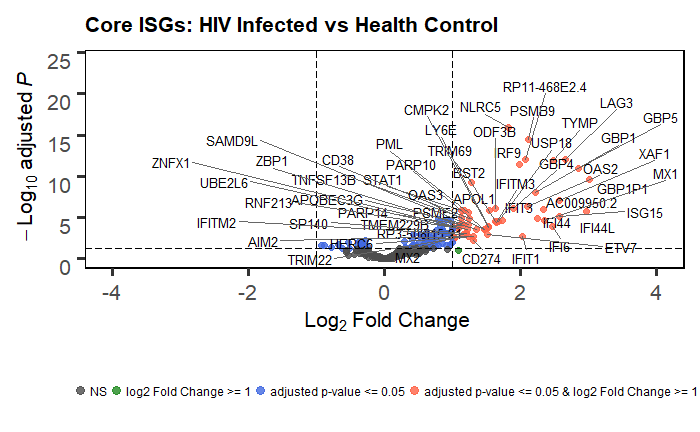 Core ISGs: HIV Infected vs Health Control
25
20
15
10
5
0
− Log10 adjusted P
RP11-468E2.4
CMPK2
NLRC5
PSMB9
LAG3
GBP5
LY6E
ODF3B
TYMP
SAMD9L
PML
TRIM69
USP18
GBP1
ZNFX1
ZBP1
CD38
PARP10
RF9
GBP4
XAF1
BST2
OAS2
MX1
UBE2L6
TNFSF13B
STAT1
IFITM3
GBP1P1
RNF213
APOBEC3G
OAS3
APOL1
IFIT3
AC009950.2
IFITM2
SP140
PARP14
PSME2
ISG15
TMEM229B
IFI44
IFI44L
AIM2
HERC6
IFI6
ETV7
TRIM22
MX2
CD274
IFIT1
-4
-2
0
2
4
Log2 Fold Change
NS
log2 Fold Change >= 1
adjusted p-value <= 0.05
adjusted p-value <= 0.05 & log2 Fold Change >= 1